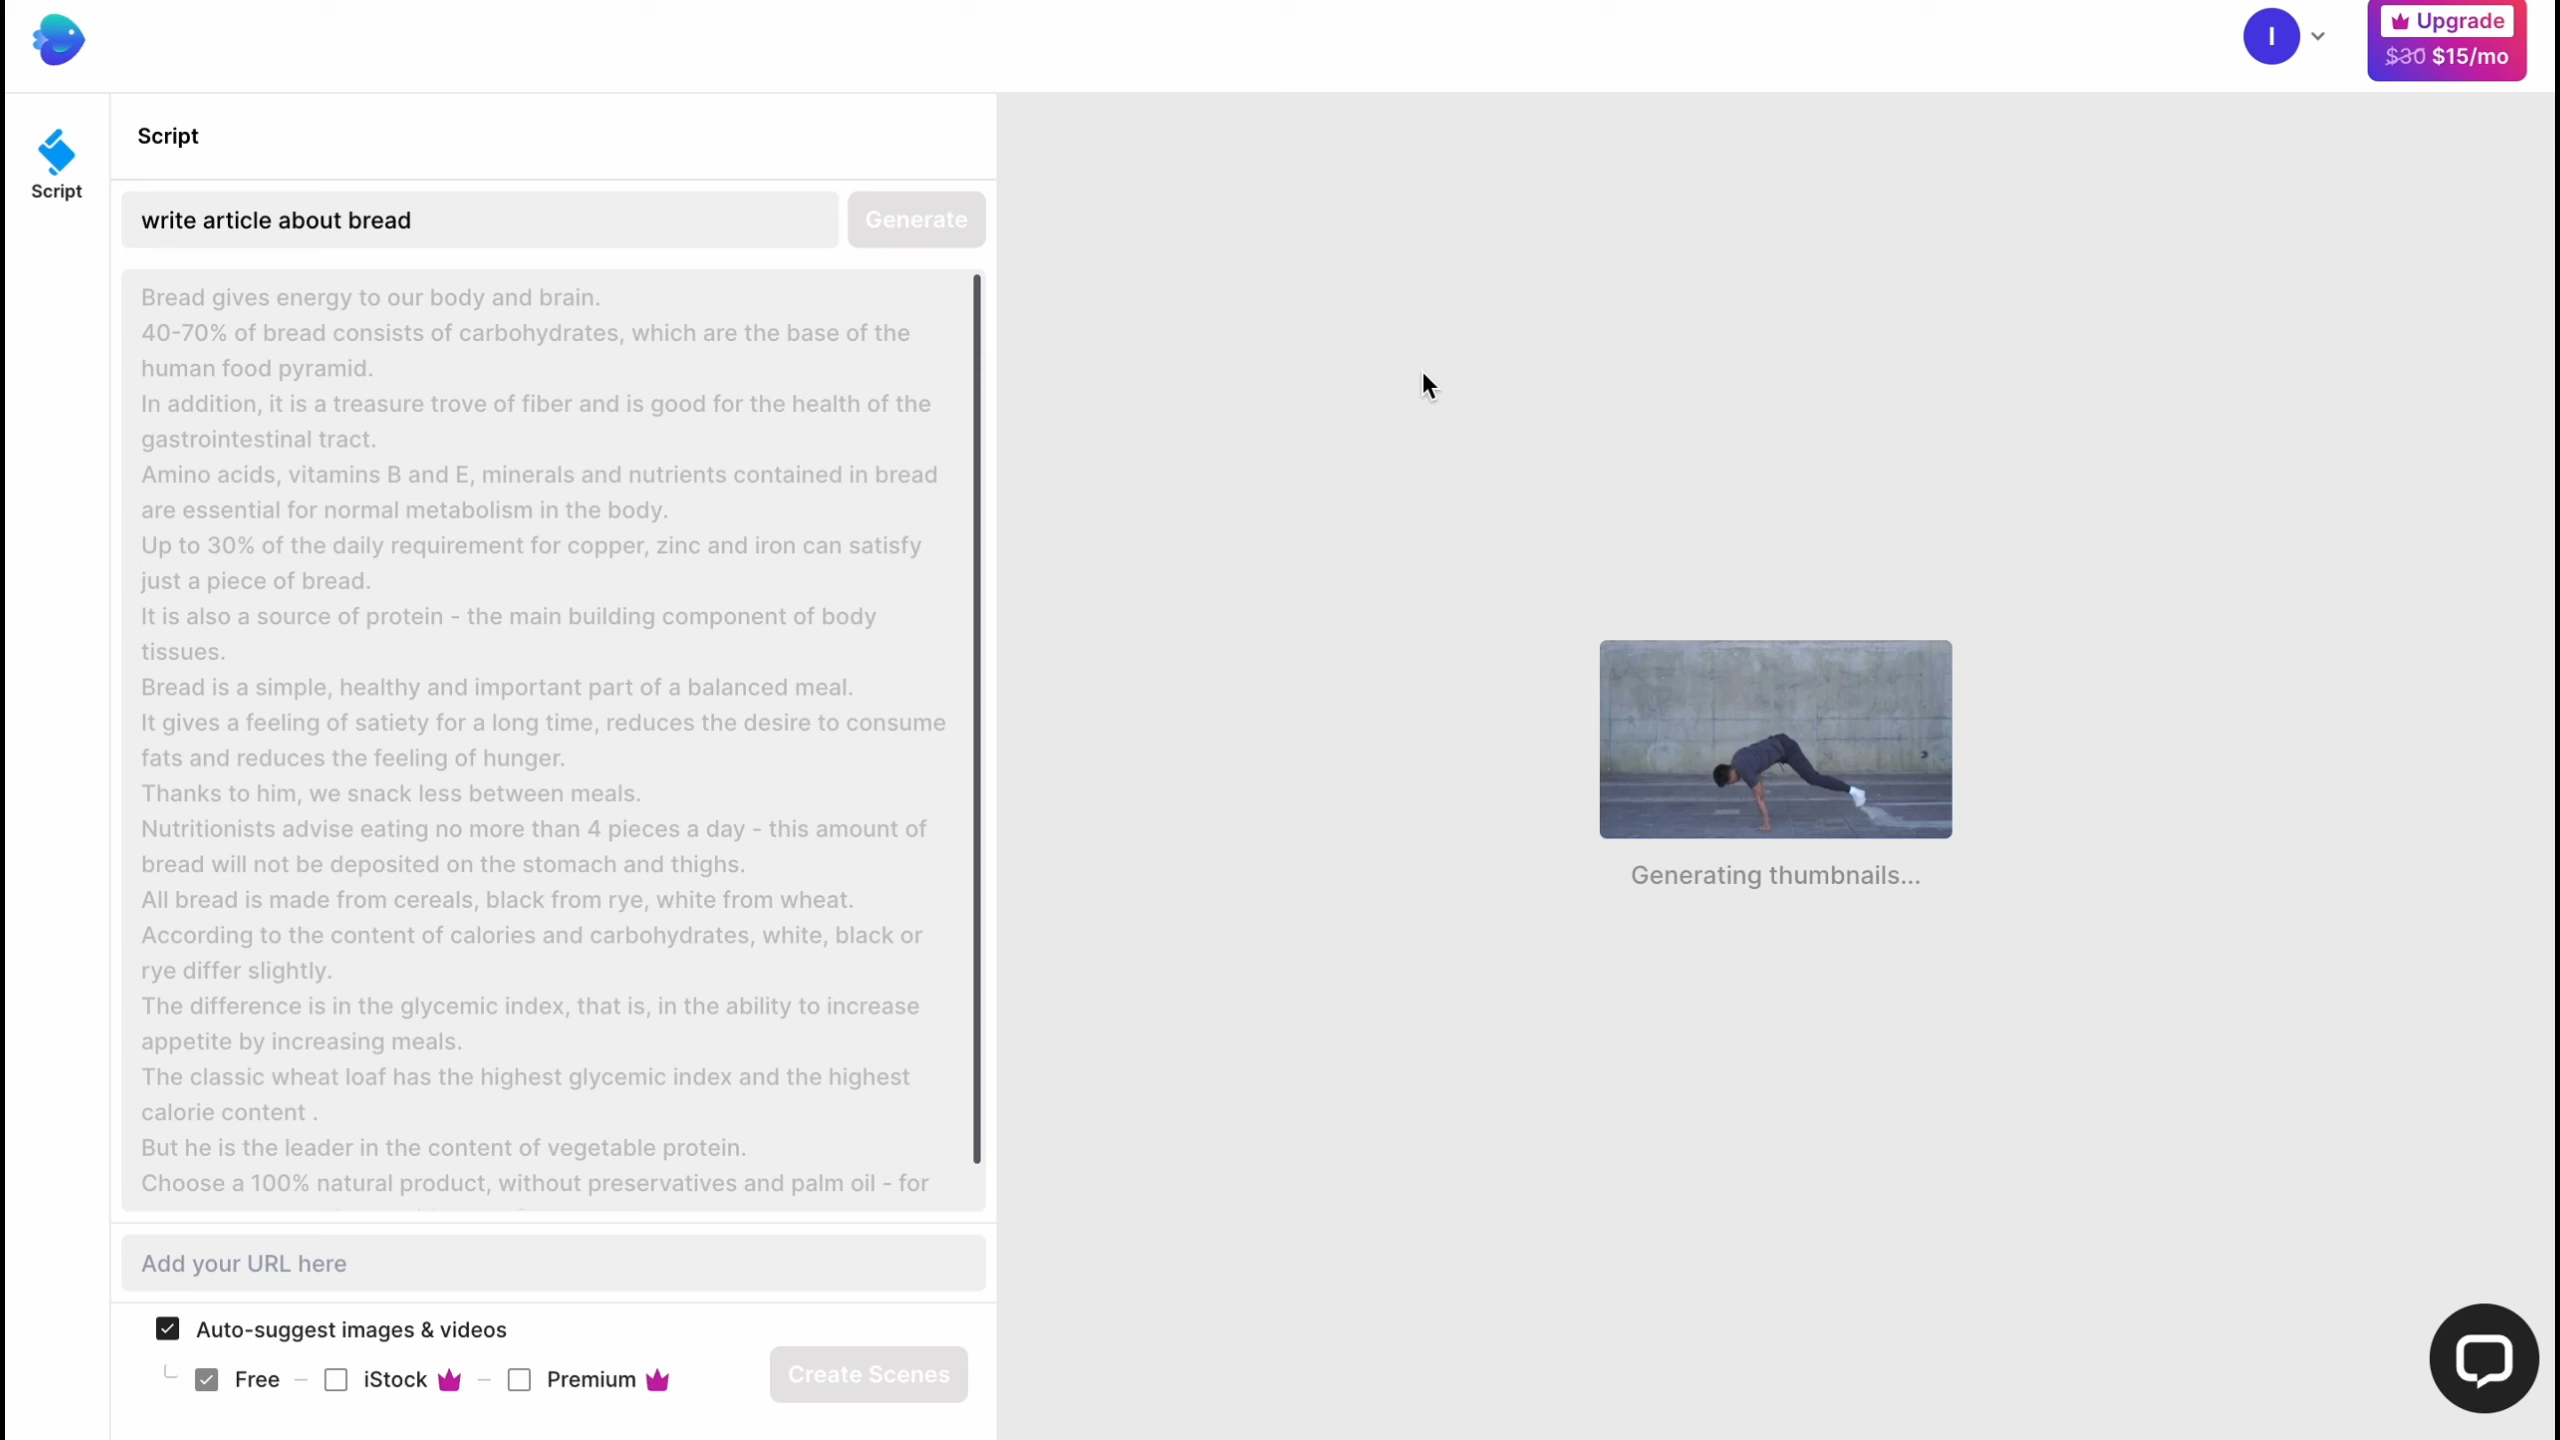 I
Upgrade
$30 $15/mo
Script
Script
write article about bread
Generate
Bread gives energy to our body and brain.
40-70% of bread consists of carbohydrates, which are the base of the
human food pyramid.
In addition, it is a treasure trove of fiber and is good for the health of the
gastrointestinal tract.
Amino acids, vitamins B and E, minerals and nutrients contained in bread
are essential for normal metabolism in the body.
Up to 30% of the daily requirement for copper, zinc and iron can satisfy
just a piece of bread.
It is also a source of protein - the main building component of body
tissues.
Bread is a simple, healthy and important part of a balanced meal.
It gives a feeling of satiety for a long time, reduces the desire to consume
fats and reduces the feeling of hunger.
Thanks to him, we snack less between meals.
Nutritionists advise eating no more than 4 pieces a day - this amount of
bread will not be deposited on the stomach and thighs.
All bread is made from cereals, black from rye, white from wheat.
According to the content of calories and carbohydrates, white, black or
rye differ slightly.
The difference is in the glycemic index, that is, in the ability to increase
appetite by increasing meals.
The classic wheat loaf has the highest glycemic index and the highest
calorie content .
But he is the leader in the content of vegetable protein.
Choose a 100% natural product, without preservatives and palm oil - for
Generating thumbnails...
Add your URL here
Auto-suggest images & videos
Free
iStock
Premium
Create Scenes